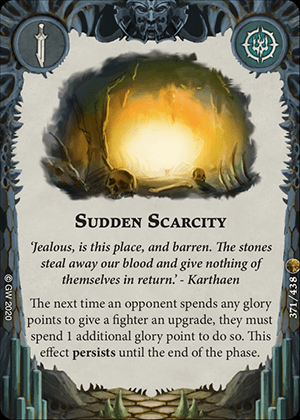 SUDDEN SCARCITY
‘Jealous, is this place, and barren. The stones
steal away our blood and give nothing of
themselves in return.’ - Karthaen
The next time an opponent spends any glory
points to give a fighter an upgrade, they must
spend 1 additional glory point to do so. This
effect persists until the end of the phase.
© GW 2020
371/438